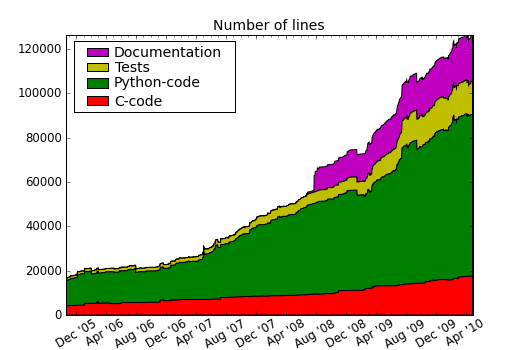 Number of lines
Documentation
Tests
Python-code
C-code
120000
100000
80000
60000
40000
20000
0
Dec '05
Apr '06
Aug '06
Dec '06
Apr '07
Aug '07
Dec '07
Apr '08
Aug '08
Dec '08
Apr '09
Aug '09
Dec '09
Apr '10